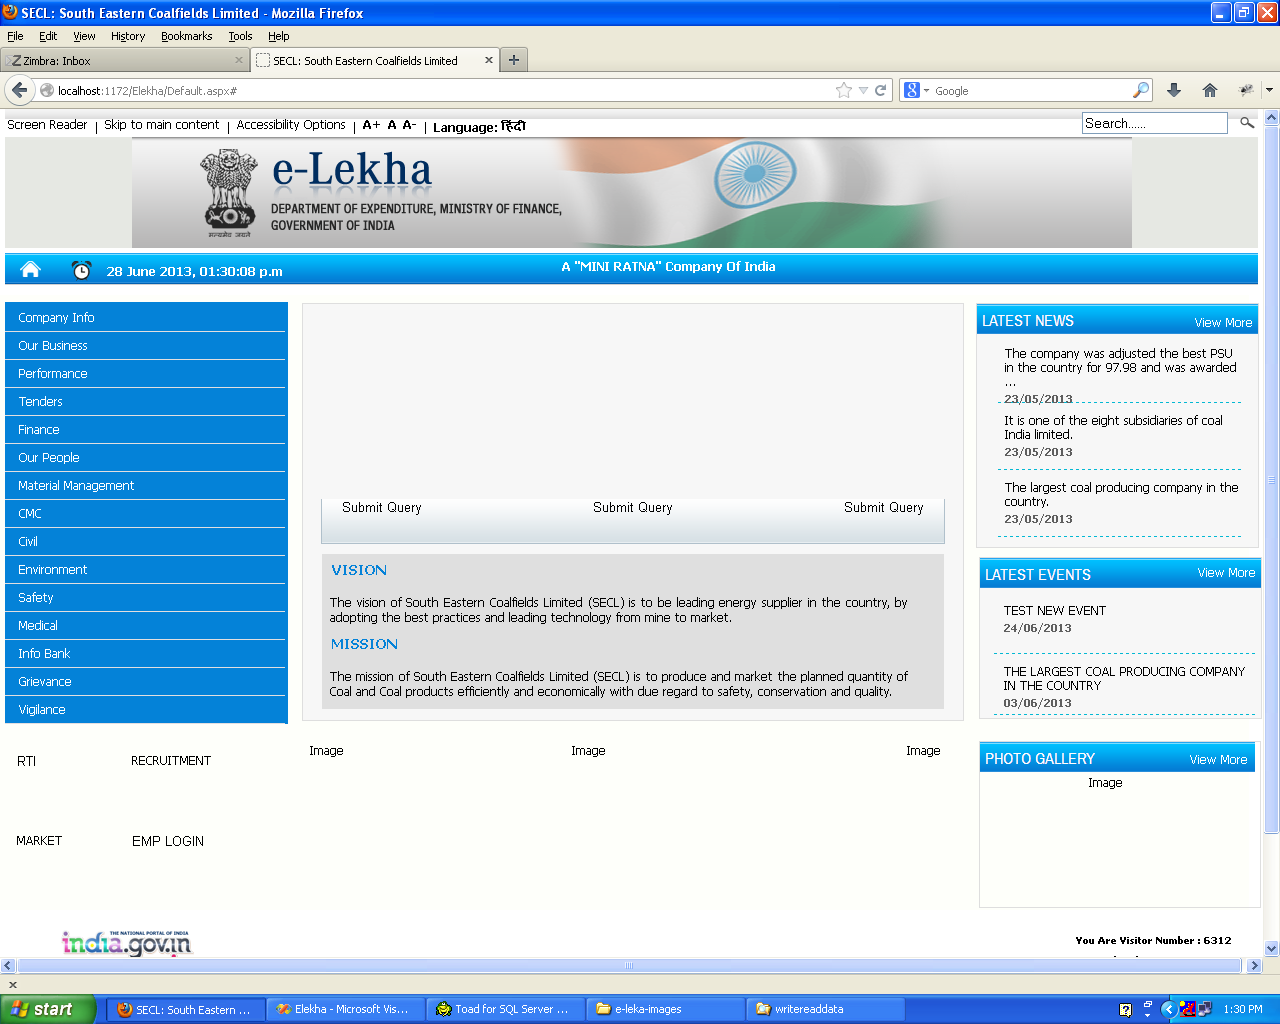 SECL: South Eastern Coalfields Limited - Mozilla Firefox
File Edit View History Bookmarks Tools Help
Zimbra: Inbox
SECL: South Eastern Coalfields Limited
localhost:1172/Elekha/Default.aspx#
Google
Screen Reader | Skip to main content | Accessibility Options | A+ A A- | Language: हिंदी
Search......
e-Lekha
DEPARTMENT OF EXPENDITURE, MINISTRY OF FINANCE,
GOVERNMENT OF INDIA
सत्यमेव जयते
28 June 2013, 01:30:08 p.m
A "MINI RATNA" Company Of India
Company Info
Our Business
Performance
Tenders
Finance
Our People
Material Management
CMC
Civil
Environment
Safety
Medical
Info Bank
Grievance
Vigilance
Submit Query Submit Query Submit Query
VISION
The vision of South Eastern Coalfields Limited (SECL) is to be leading energy supplier in the country, by
adopting the best practices and leading technology from mine to market.
MISSION
The mission of South Eastern Coalfields Limited (SECL) is to produce and market the planned quantity of
Coal and Coal products efficiently and economically with due regard to safety, conservation and quality.
LATEST NEWS View More
The company was adjusted the best PSU
in the country for 97.98 and was awarded
...
23/05/2013
It is one of the eight subsidiaries of coal
India limited.
23/05/2013
The largest coal producing company in the
country.
23/05/2013
LATEST EVENTS View More
TEST NEW EVENT
24/06/2013
THE LARGEST COAL PRODUCING COMPANY
IN THE COUNTRY
03/06/2013
RTI RECRUITMENT
MARKET EMP LOGIN
Image Image Image
PHOTO GALLERY View More
Image
THE NATIONAL PORTAL OF INDIA
india.gov.in
You Are Visitor Number : 6312
start
SECL: South Eastern ...
Elekha - Microsoft Vis...
Toad for SQL Server ...
e-leka-images
writereaddata
1:30 PM